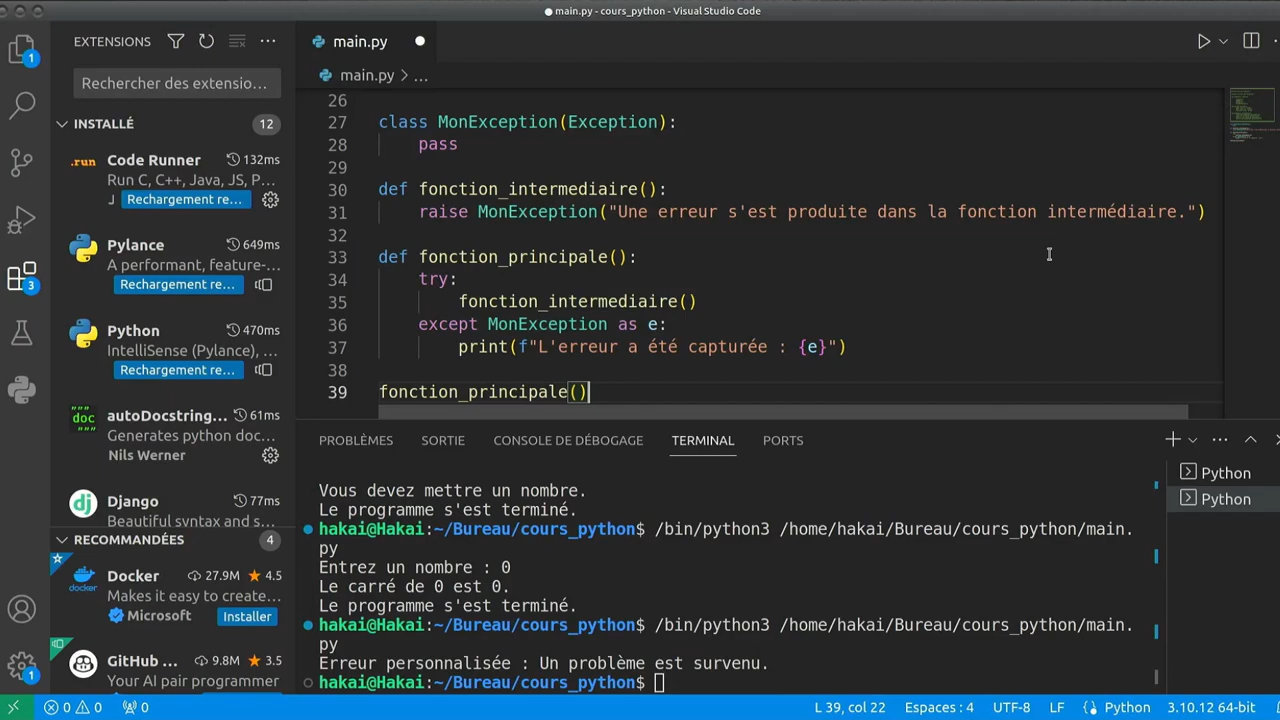 ● main.py - cours_python - Visual Studio Code
EXTENSIONS
Rechercher des extensio...
INSTALLÉ 12
Code Runner 132ms
Run C, C++, Java, JS, P...
J Rechargement re...
Pylance 649ms
A performant, feature-...
Rechargement re...
Python 470ms
IntelliSense (Pylance), ...
Rechargement re...
autoDocstring... 61ms
Generates python doc...
Nils Werner
Django 77ms
Beautiful syntax and s...
RECOMMANDÉES 4
Docker 27.9M ★ 4.5
Makes it easy to create...
Microsoft Installer
GitHub ... 9.8M ★ 3.5
Your AI pair programmer
.run
doc
dj
docker
1
3
1
main.py ●
main.py > ...
26
27 class MonException(Exception):
28 pass
29
30 def fonction_intermediaire():
31 raise MonException("Une erreur s'est produite dans la fonction intermédiaire.")
32
33 def fonction_principale():
34 try:
35 fonction_intermediaire()
36 except MonException as e:
37 print(f"L'erreur a été capturée : {e}")
38
39 fonction_principale()
PROBLÈMES SORTIE CONSOLE DE DÉBOGAGE TERMINAL PORTS
Vous devez mettre un nombre.
Le programme s'est terminé.
hakai@Hakai:~/Bureau/cours_python$ /bin/python3 /home/hakai/Bureau/cours_python/main.
py
Entrez un nombre : 0
Le carré de 0 est 0.
Le programme s'est terminé.
hakai@Hakai:~/Bureau/cours_python$ /bin/python3 /home/hakai/Bureau/cours_python/main.
py
Erreur personnalisée : Un problème est survenu.
hakai@Hakai:~/Bureau/cours_python$
Python
Python
0 0 0 L 39, col 22 Espaces : 4 UTF-8 LF Python 3.10.12 64-bit